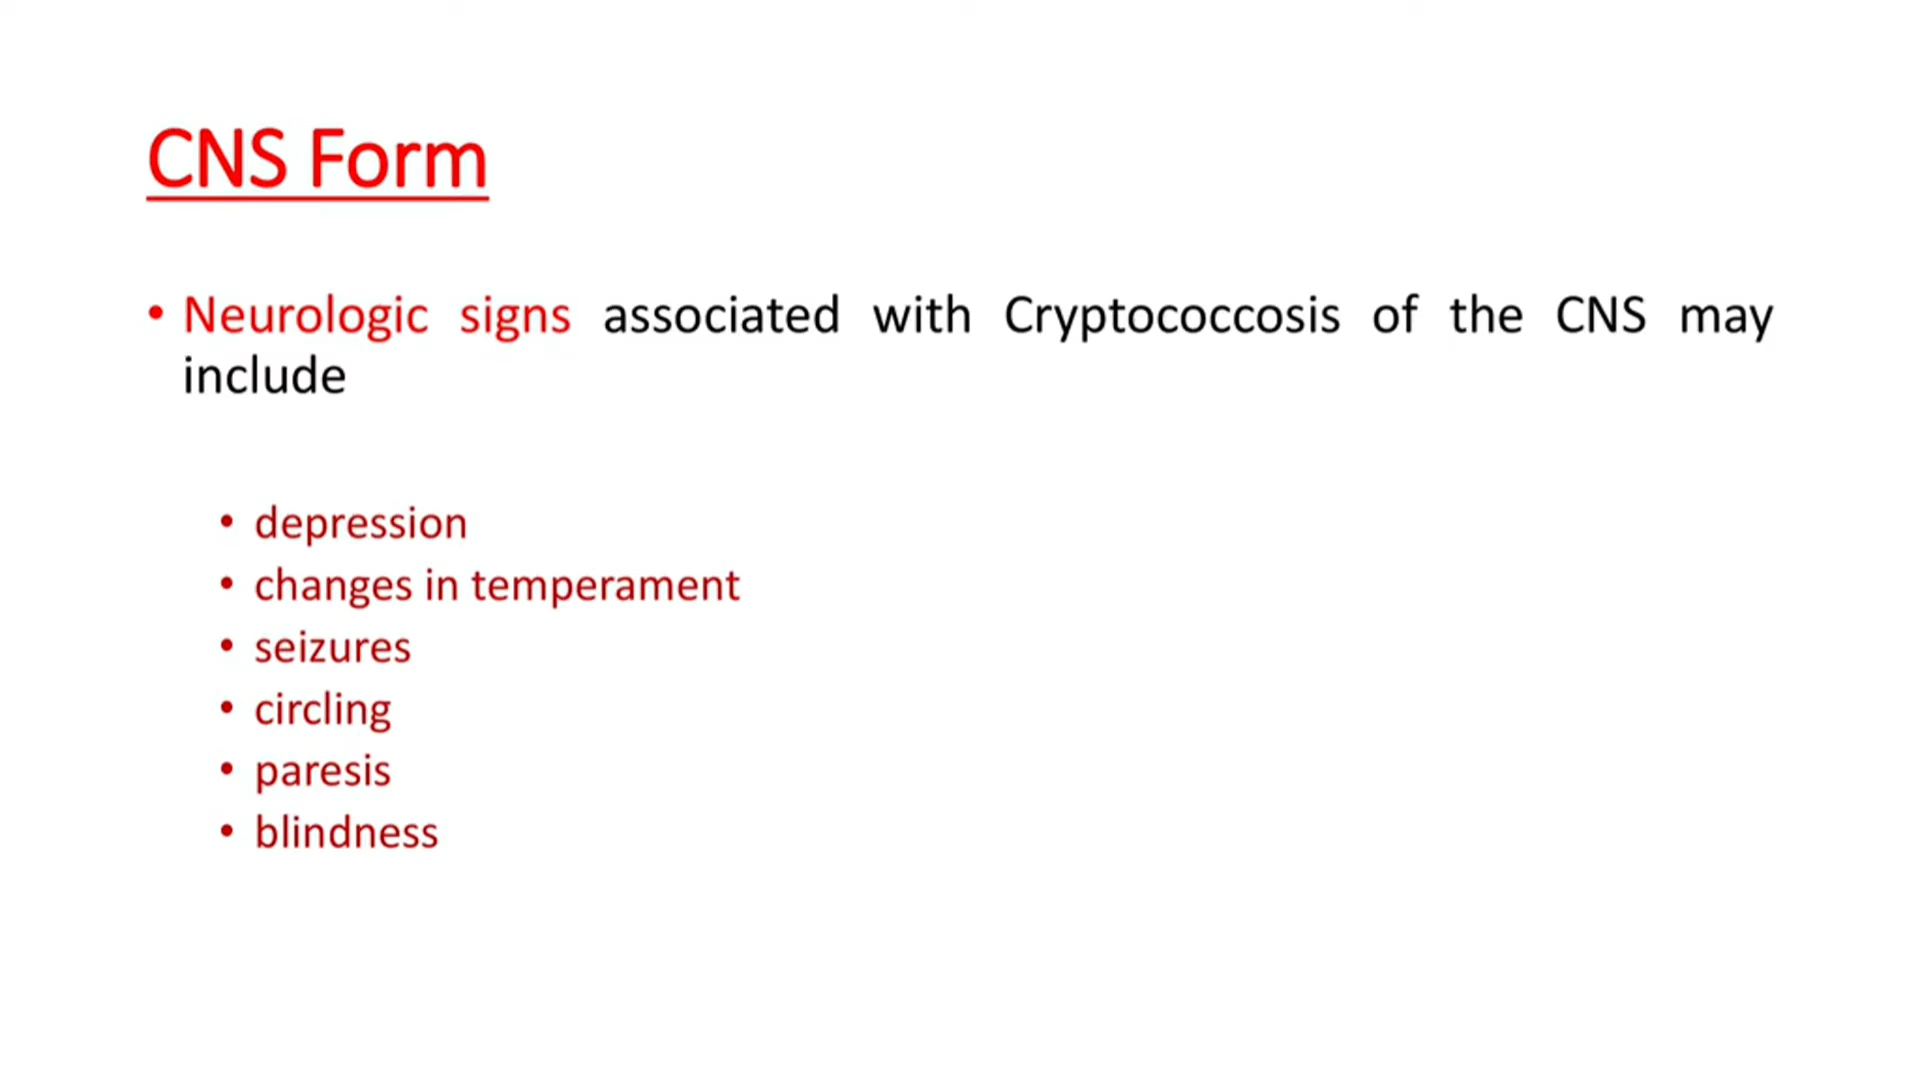 CNS Form
• Neurologic signs associated with Cryptococcosis of the CNS may
include
• depression
• changes in temperament
• seizures
• circling
• paresis
• blindness